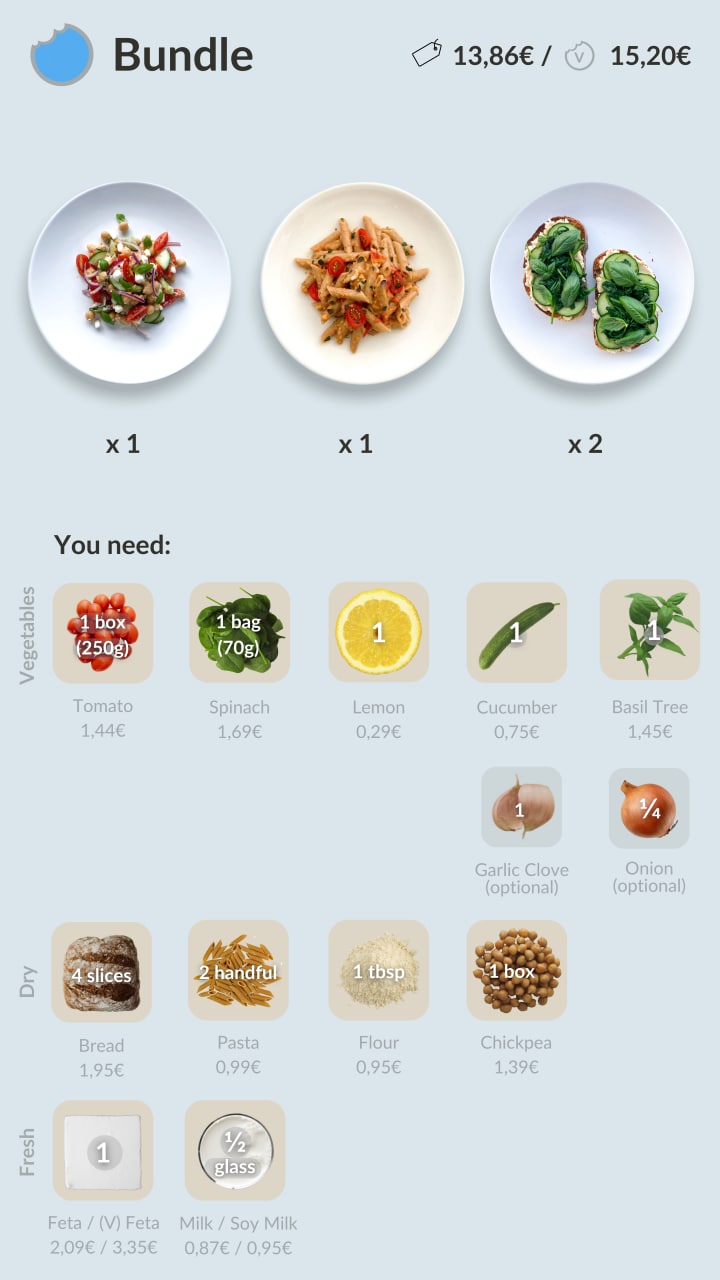 Bundle
13,86€ / V 15,20€
x 1
x 1
x 2
You need:
Vegetables
1 box
(250g)
Tomato
1,44€
1 bag
(70g)
Spinach
1,69€
1
Lemon
0,29€
1
Cucumber
0,75€
1
Basil Tree
1,45€
1
Garlic Clove
(optional)
¼
Onion
(optional)
Dry
4 slices
Bread
1,95€
2 handful
Pasta
0,99€
1 tbsp
Flour
0,95€
1 box
Chickpea
1,39€
Fresh
1
Feta / (V) Feta
2,09€ / 3,35€
½
glass
Milk / Soy Milk
0,87€ / 0,95€